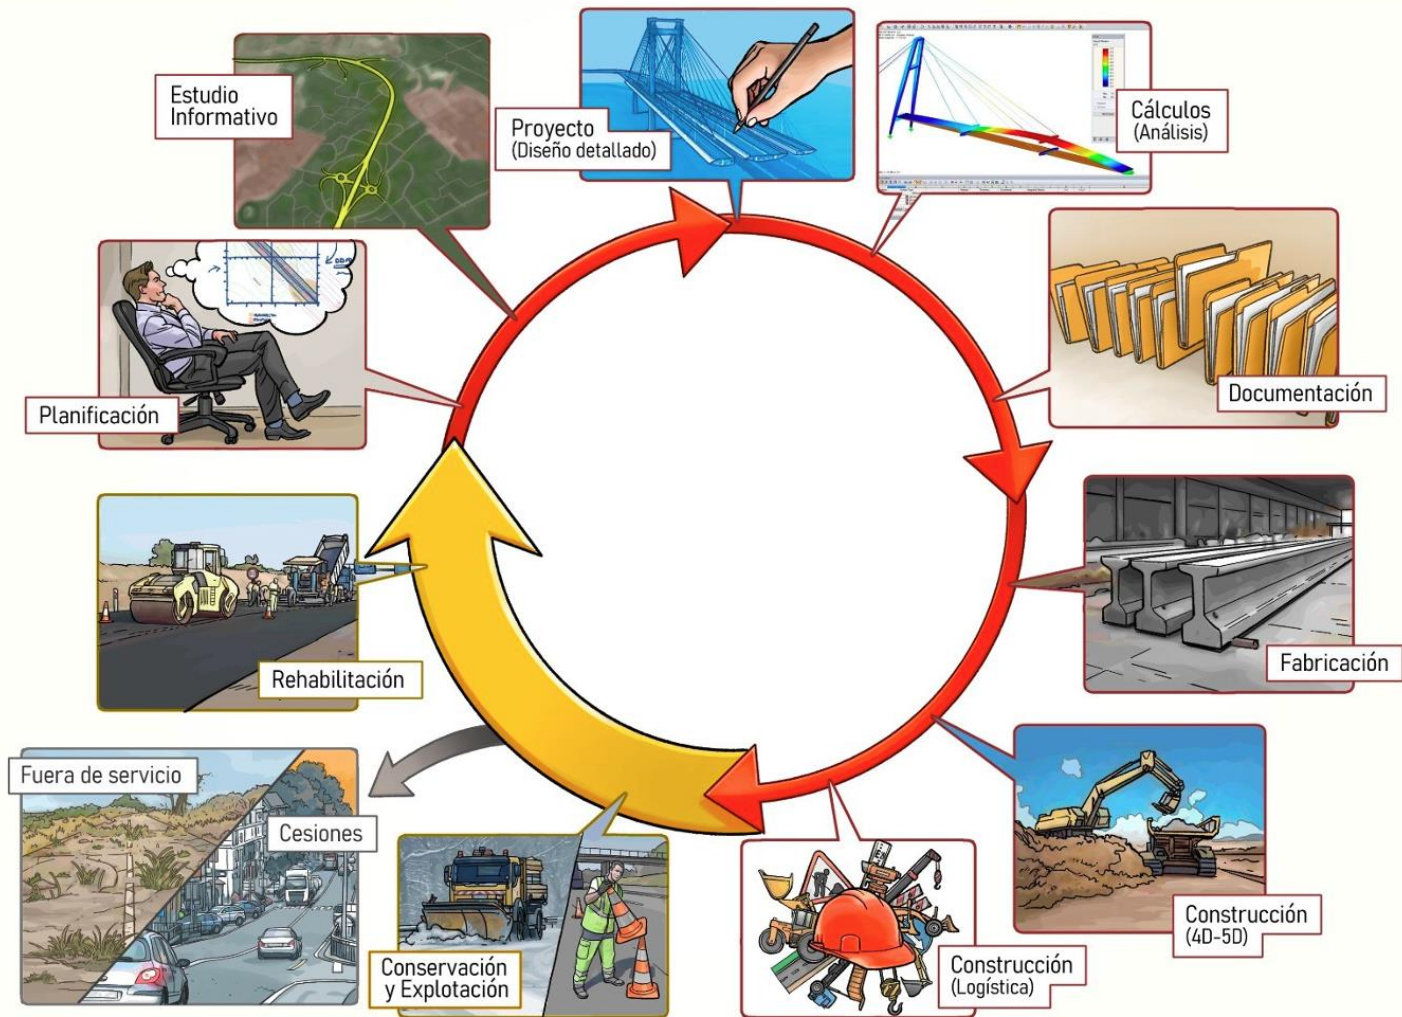 Estudio
Informativo
Proyecto
(Diseño detallado)
Cálculos
(Análisis)
Documentación
Planificación
Fabricación
Rehabilitación
Fuera de servicio
Cesiones
Conservación
y Explotación
Construcción
(Logística)
Construcción
(4D-5D)